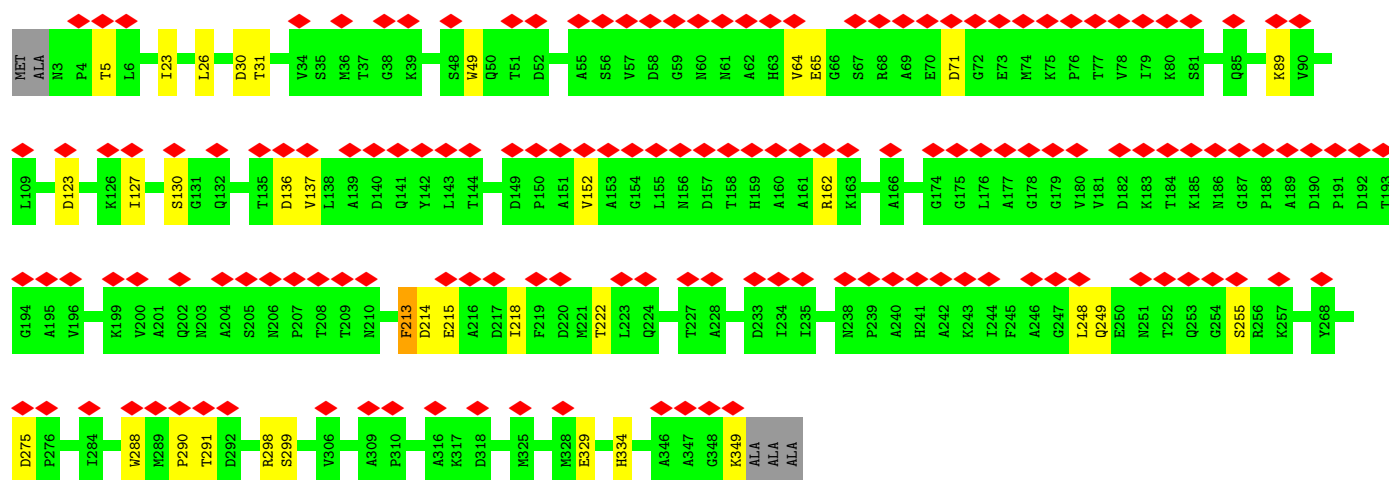 MET ALA N3 P4 T5 L6 I23 L26 D30 T31 V34 S35 M36 T37 G38 K39 S48 W49 Q50 T51 D52 A55 S56 V57 D58 G59 N60 N61 A62 H63 V64 E65 G66 S67 R68 A69 E70 D71 G72 E73 M74 K75 P76 T77 V78 I79 K80 S81 Q85 K89 V90
L109 D123 K126 I127 S130 G131 Q132 T135 D136 V137 L138 A139 D140 Q141 Y142 L143 T144 D149 P150 A151 V152 A153 G154 L155 N156 D157 T158 H159 A160 A161 R162 K163 A166 G174 G175 L176 A177 G178 G179 V180 V181 D182 K183 T184 K185 N186 G187 P188 A189 D190 P191 D192 T193
G194 A195 V196 K199 V200 A201 Q202 N203 A204 S205 N206 P207 T208 T209 N210 F213 D214 E215 A216 D217 I218 F219 D220 M221 T222 L223 Q224 T227 A228 D233 I234 I235 N238 P239 A240 H241 A242 K243 I244 F245 A246 G247 L248 Q249 E250 N251 T252 Q253 G254 S255 R256 K257 Y268
D275 P276 I284 W288 M289 P290 T291 D292 R298 S299 V306 A309 P310 A316 K317 D318 M325 M328 E329 H334 A346 A347 G348 K349 ALA ALA ALA